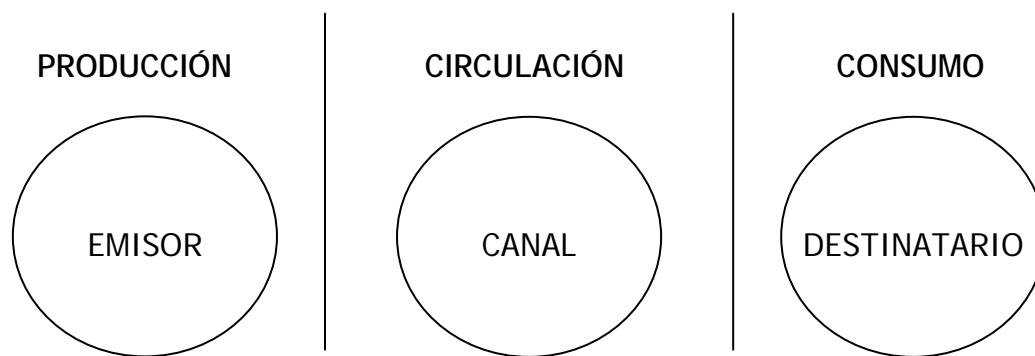 PRODUCCIÓN
CIRCULACIÓN
CONSUMO
EMISOR
CANAL
DESTINATARIO